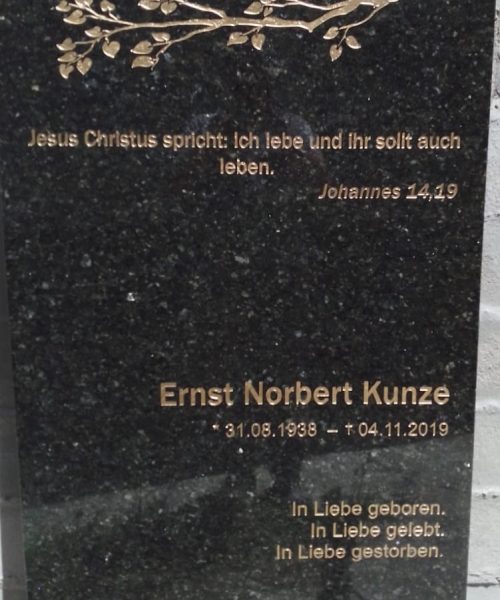 Jesus Christus spricht: Ich lebe und ihr sollt auch
leben.
Johannes 14,19
Ernst Norbert Kunze
* 31.08.1938 – † 04.11.2019
In Liebe geboren.
In Liebe gelebt.
In Liebe gestorben.